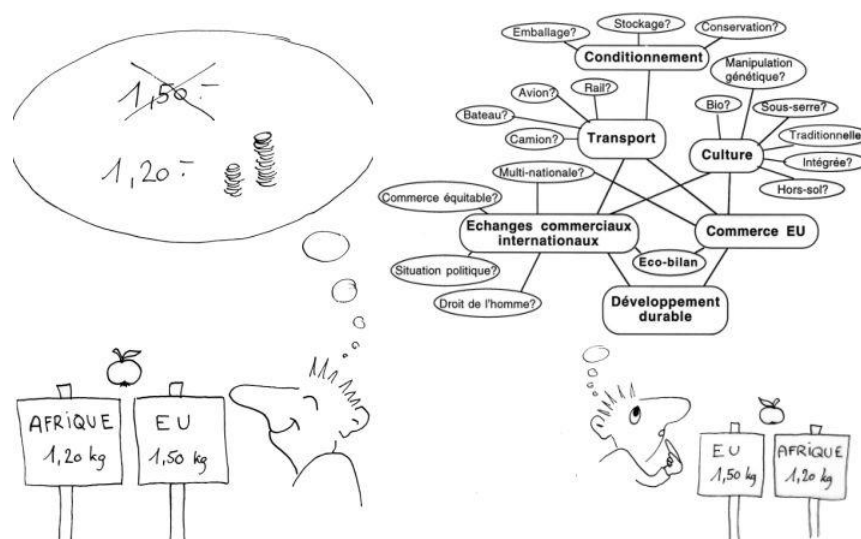 1,50.-
1,20.-
AFRIQUE
1,20 kg
EU
1,50 kg
Emballage?
Stockage?
Conservation?
Conditionnement
Manipulation
génétique?
Avion?
Rail?
Bio?
Sous-serre?
Bateau?
Camion?
Transport
Culture
Traditionnelle
Intégrée?
Hors-sol?
Multi-nationale?
Commerce équitable?
Echanges commerciaux
internationaux
Commerce EU
Eco-bilan
Situation politique?
Droit de l'homme?
Développement
durable
EU
1,50 kg
AFRIQUE
1,20 kg